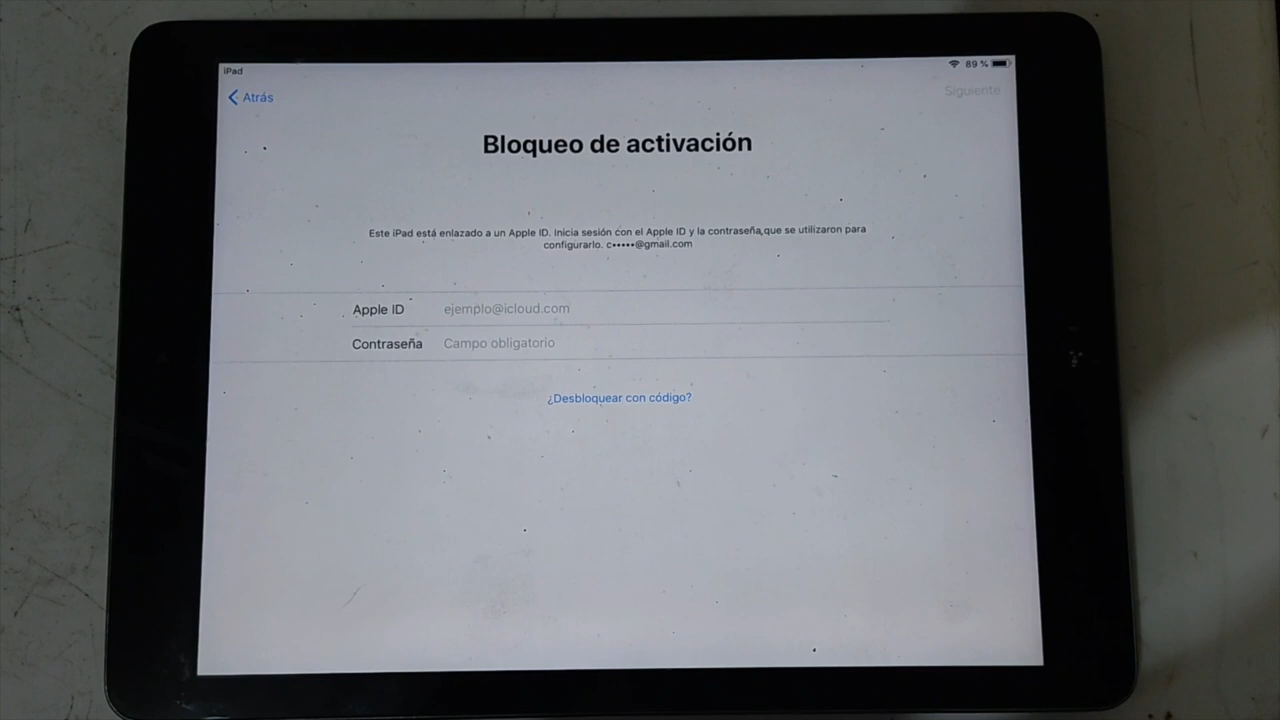 iPad
89 %
Atrás
Siguiente
Bloqueo de activación
Este iPad está enlazado a un Apple ID. Inicia sesión con el Apple ID y la contraseña que se utilizaron para
configurarlo. c•••••@gmail.com
Apple ID ejemplo@icloud.com
Contraseña Campo obligatorio
¿Desbloquear con código?